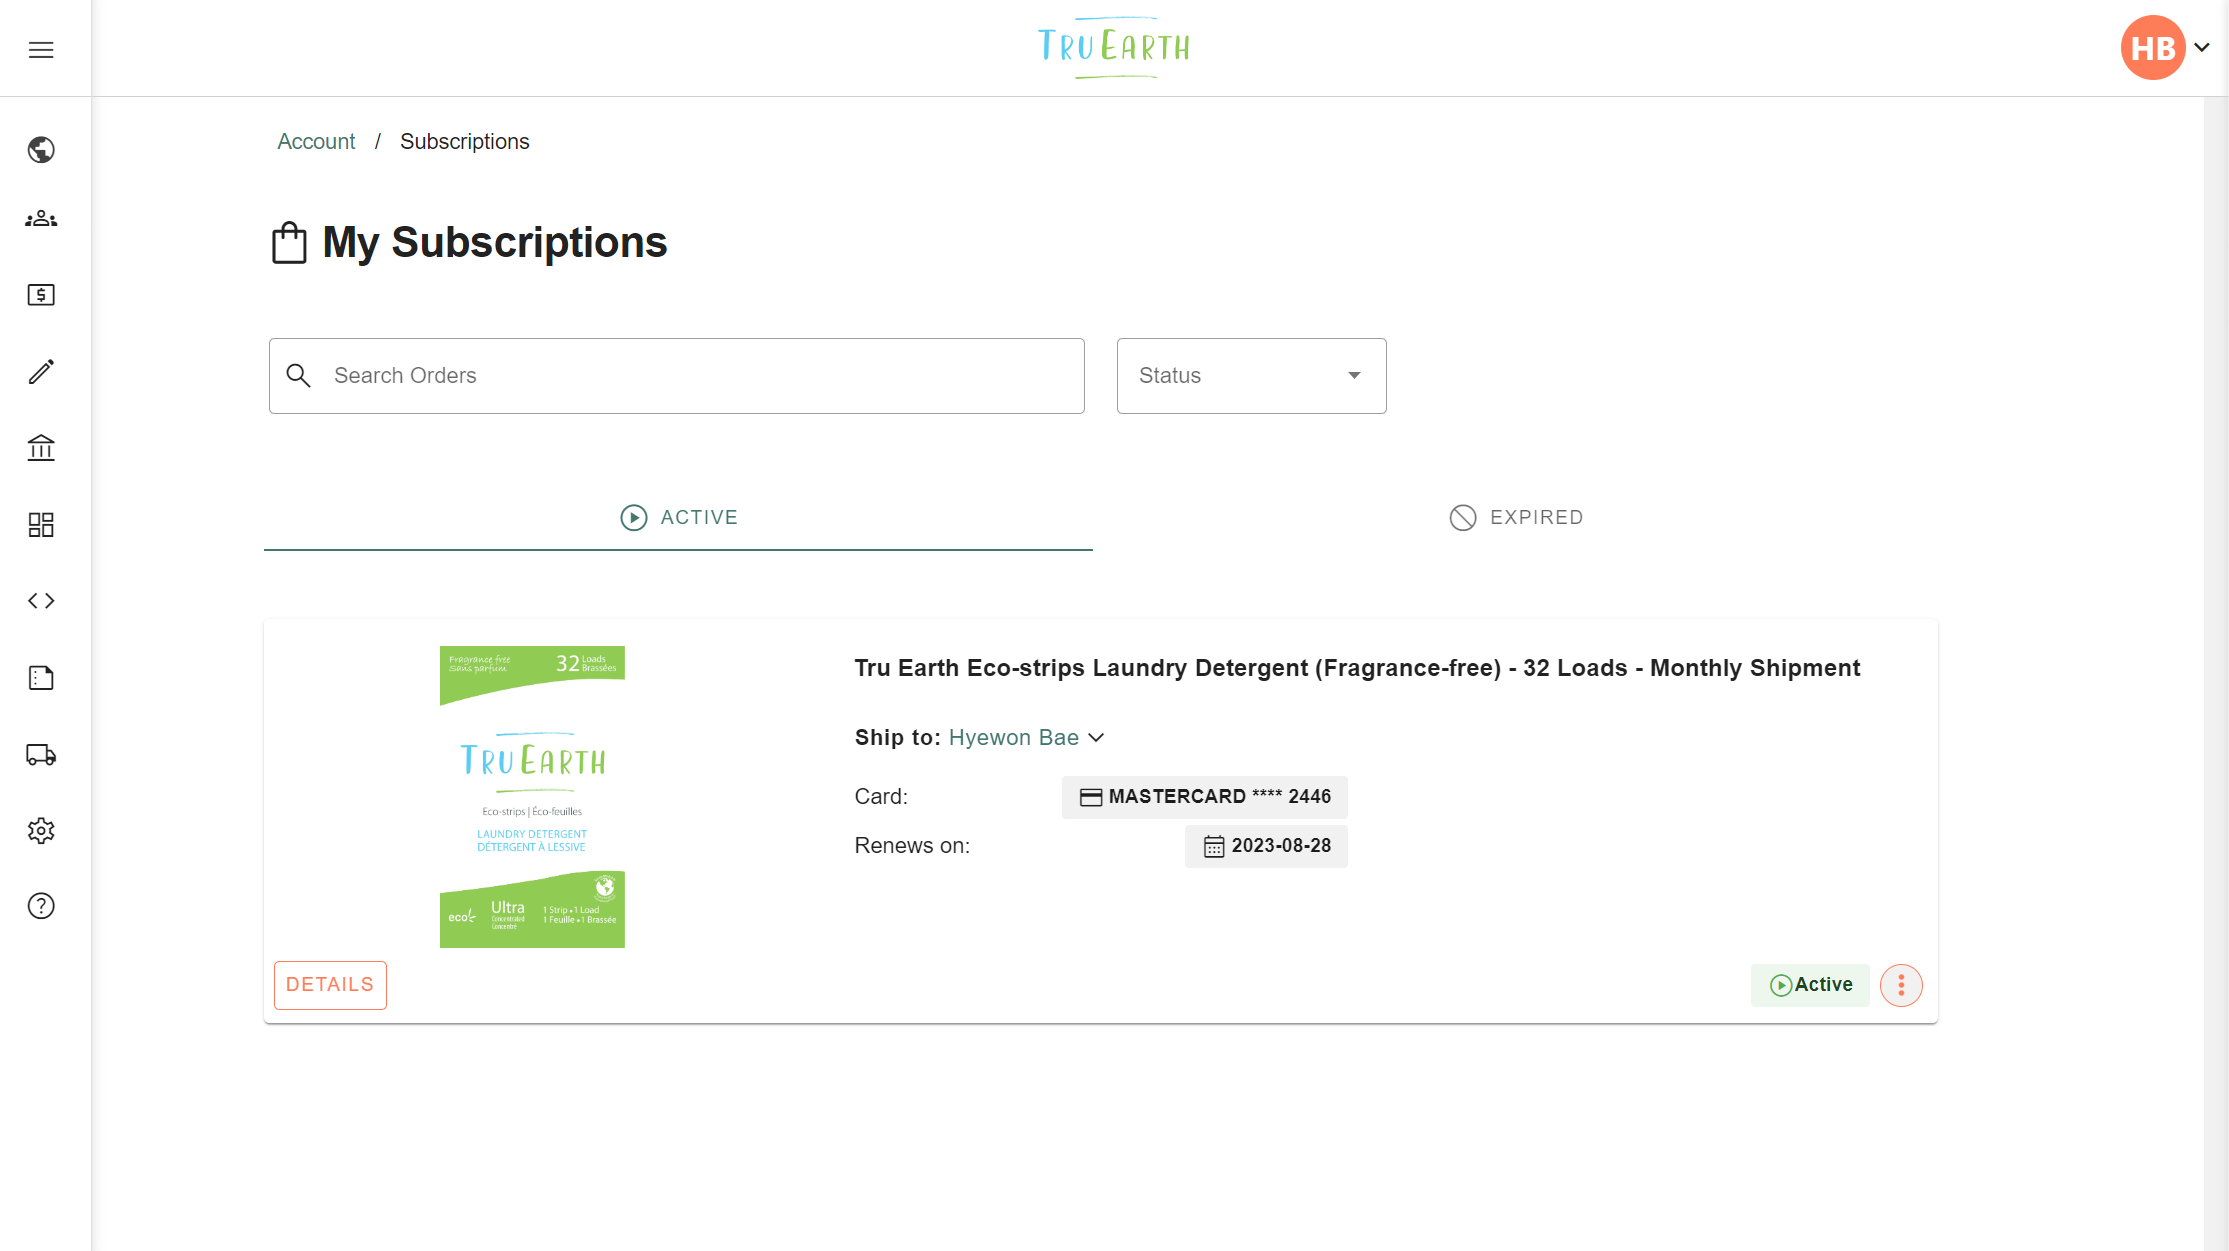 TRU EARTH
HB
Account / Subscriptions
My Subscriptions
Search Orders
Status
ACTIVE
EXPIRED
Fragrance free
Sans parfum
32 Loads
Brassées
TRU EARTH
Eco-strips | Éco-feuilles
LAUNDRY DETERGENT
DÉTERGENT À LESSIVE
eco
Ultra
Concentrated
Concentré
1 Strip • 1 Load
1 Feuille • 1 Brassée
Tru Earth Eco-strips Laundry Detergent (Fragrance-free) - 32 Loads - Monthly Shipment
Ship to: Hyewon Bae
Card: MASTERCARD **** 2446
Renews on: 2023-08-28
DETAILS
Active